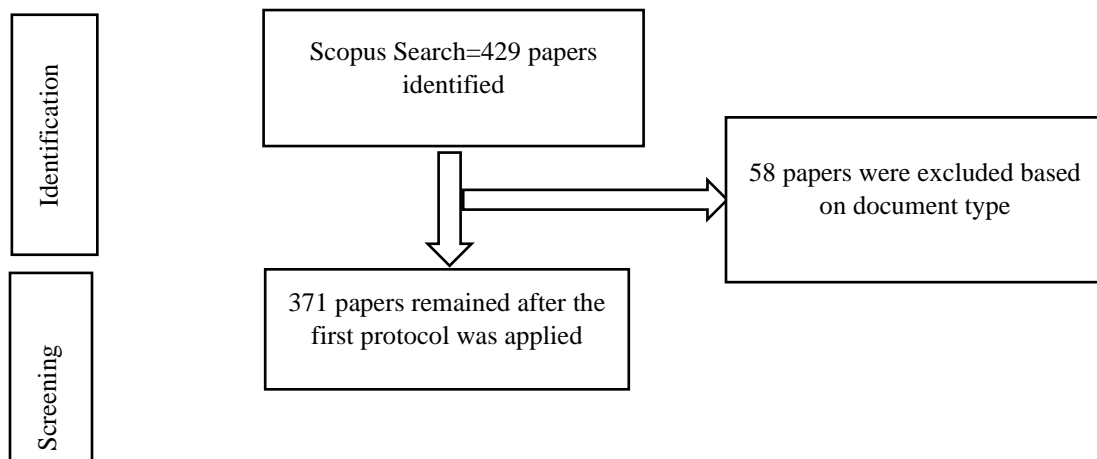 Identification
Scopus Search=429 papers
identified
58 papers were excluded based
on document type
371 papers remained after the
first protocol was applied
Screening